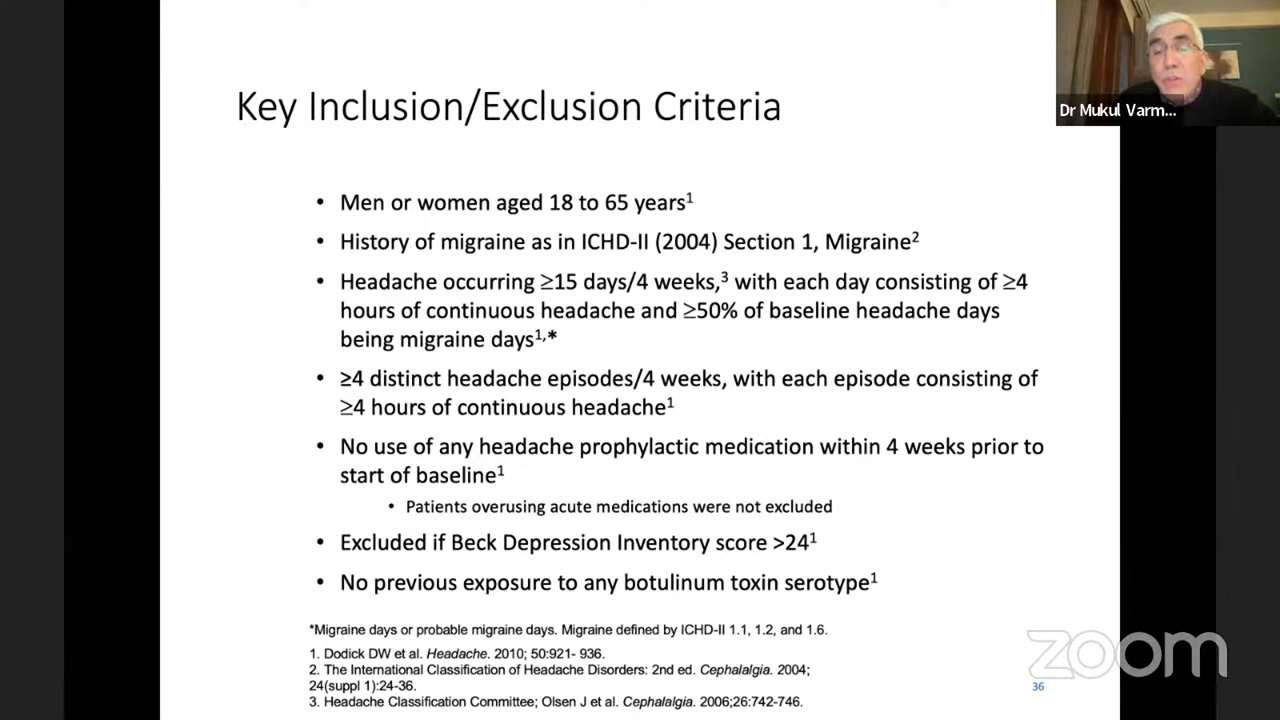 Key Inclusion/Exclusion Criteria
Dr Mukul Varm...
• Men or women aged 18 to 65 years1
• History of migraine as in ICHD-II (2004) Section 1, Migraine2
• Headache occurring ≥15 days/4 weeks,3 with each day consisting of ≥4
hours of continuous headache and ≥50% of baseline headache days
being migraine days1,*
• ≥4 distinct headache episodes/4 weeks, with each episode consisting of
≥4 hours of continuous headache1
• No use of any headache prophylactic medication within 4 weeks prior to
start of baseline1
• Patients overusing acute medications were not excluded
• Excluded if Beck Depression Inventory score >241
• No previous exposure to any botulinum toxin serotype1
*Migraine days or probable migraine days. Migraine defined by ICHD-II 1.1, 1.2, and 1.6.
1. Dodick DW et al. Headache. 2010; 50:921- 936.
2. The International Classification of Headache Disorders: 2nd ed. Cephalalgia. 2004;
24(suppl 1):24-36.
3. Headache Classification Committee; Olsen J et al. Cephalalgia. 2006;26:742-746.
zoom
36